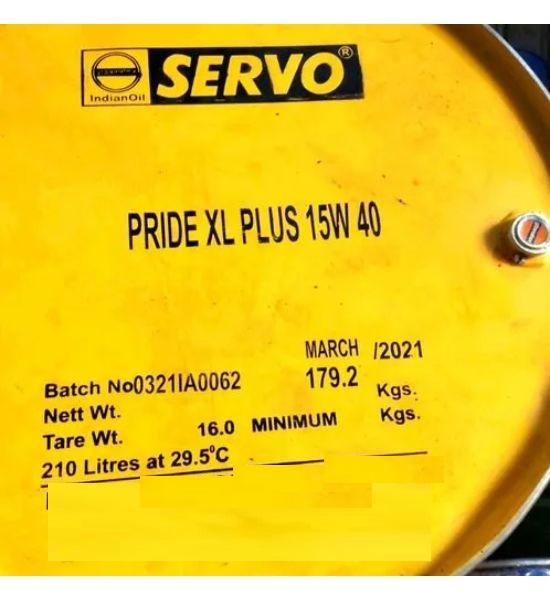 IndianOil SERVO®
PRIDE XL PLUS 15W 40
MARCH /2021
Batch No0321IA0062
Nett Wt. 179.2 Kgs.
Tare Wt. 16.0 MINIMUM Kgs.
210 Litres at 29.5°C